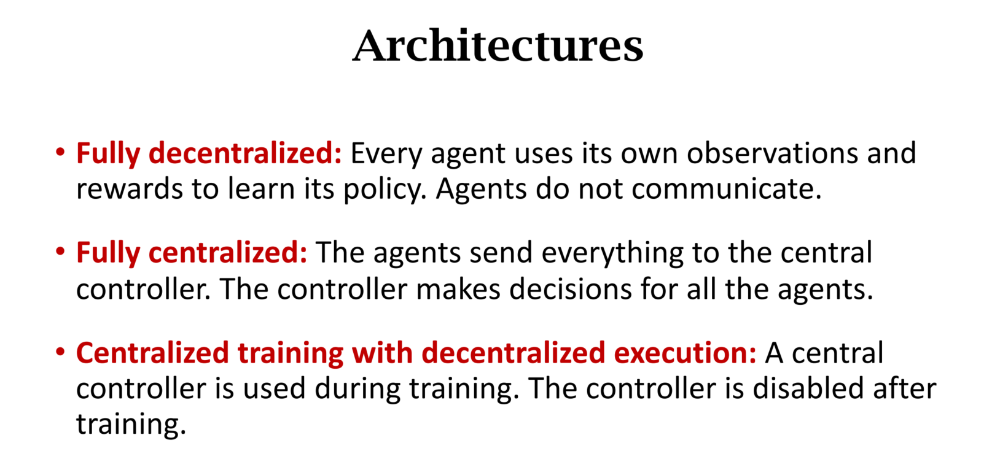 Architectures
• Fully decentralized: Every agent uses its own observations and
rewards to learn its policy. Agents do not communicate.
• Fully centralized: The agents send everything to the central
controller. The controller makes decisions for all the agents.
• Centralized training with decentralized execution: A central
controller is used during training. The controller is disabled after
training.